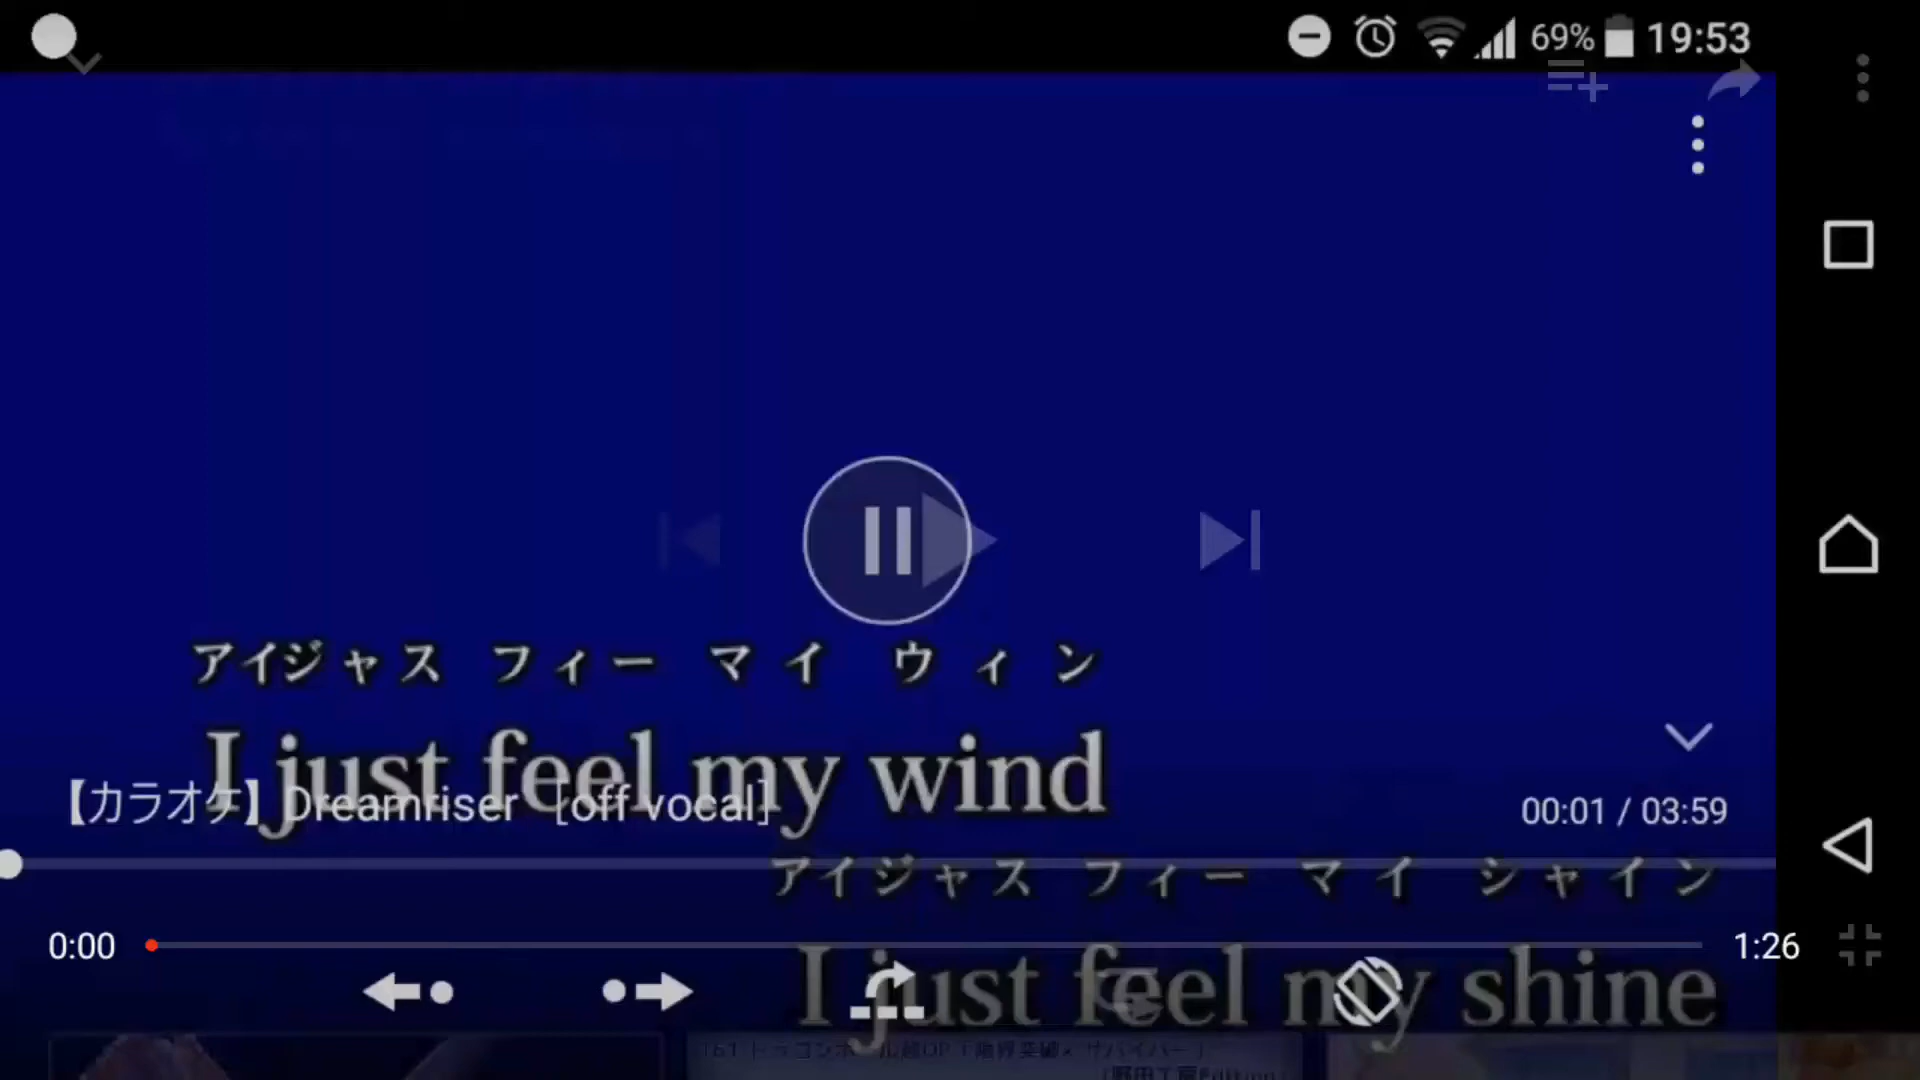 69% 19:53
アイジャス フィー マイ ウィン
I just feel my wind
【カラオケ】Dreamriser [off vocal]
00:01 / 03:59
アイジャス フィー マイ シャイン
0:00
1:26
I just feel my shine